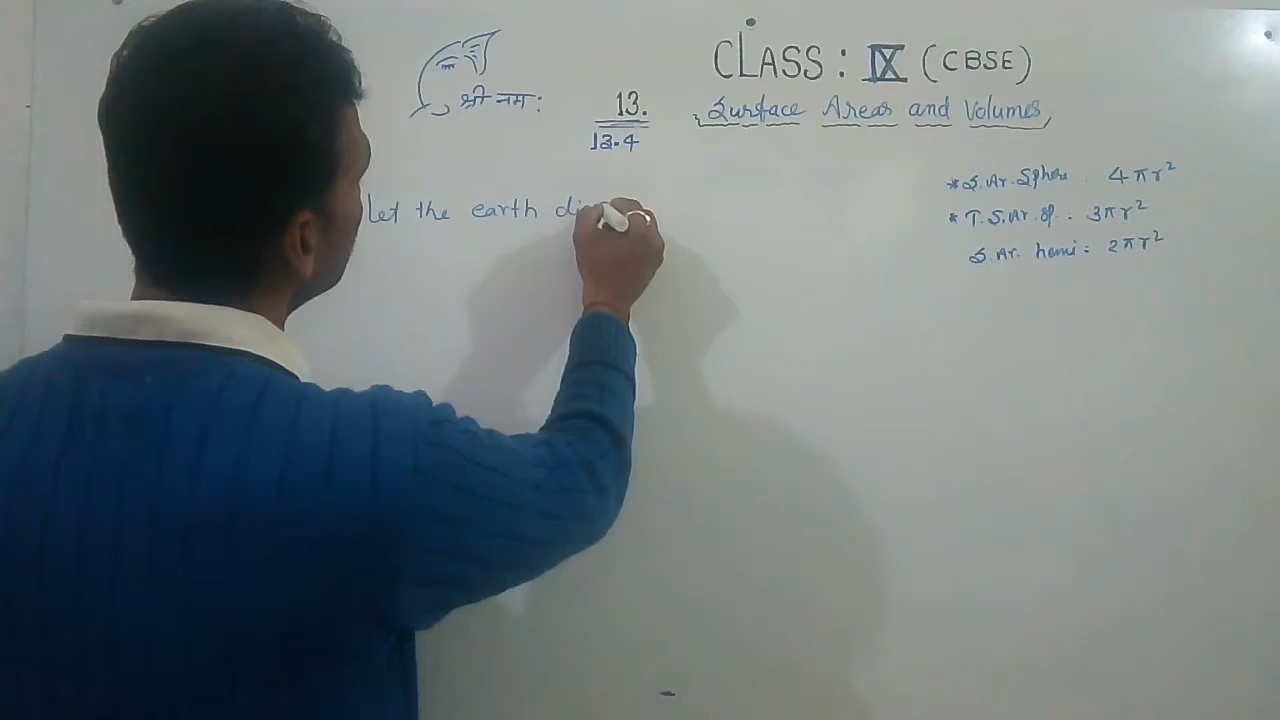 CLASS: IX (CBSE)
श्री नमः
13. Surface Areas and Volumes
13.4
* S.Ar. Sphere. 4πr²
* T.S.Ar. sp. : 3πr²
S.Ar. hemi = 2πr²
let the earth